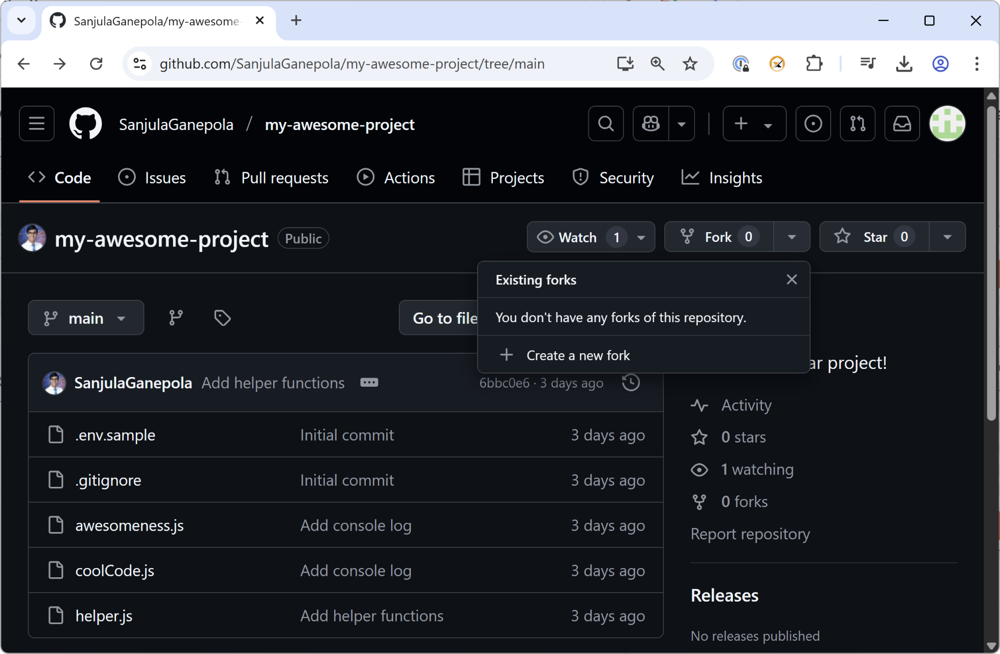 SanjulaGanepola/my-awesome-
github.com/SanjulaGanepola/my-awesome-project/tree/main
SanjulaGanepola / my-awesome-project
Code Issues Pull requests Actions Projects Security Insights
my-awesome-project Public Watch 1 Fork 0 Star 0
Existing forks
You don't have any forks of this repository.
Create a new fork
main Go to file
ar project!
SanjulaGanepola Add helper functions 6bbc0e6 · 3 days ago
.env.sample Initial commit 3 days ago
.gitignore Initial commit 3 days ago
awesomeness.js Add console log 3 days ago
coolCode.js Add console log 3 days ago
helper.js Add helper functions 3 days ago
Activity
0 stars
1 watching
0 forks
Report repository
Releases
No releases published